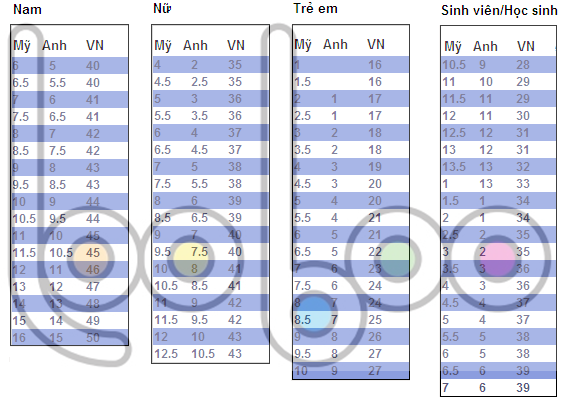 Nam
Mỹ Anh VN
6 5 40
6.5 5.5 40
7 6 41
7.5 6.5 41
8 7 42
8.5 7.5 42
9 8 43
9.5 8.5 43
10 9 44
10.5 9.5 44
11 10 45
11.5 10.5 45
12 11 46
13 12 47
14 13 48
15 14 49
16 15 50
Nữ
Mỹ Anh VN
4 2 35
4.5 2.5 35
5 3 36
5.5 3.5 36
6 4 37
6.5 4.5 37
7 5 38
7.5 5.5 38
8 6 39
8.5 6.5 39
9 7 40
9.5 7.5 40
10 8 41
10.5 8.5 41
11 9 42
11.5 9.5 42
12 10 43
12.5 10.5 43
Trẻ em
Mỹ Anh VN
1 16
1.5 16
2 1 17
2.5 1 17
3 2 18
3.5 2 18
4 3 19
4.5 3 20
5 4 20
5.5 4 21
6 5 21
6.5 5 22
7 6 23
7.5 6 24
8 7 24
8.5 7 25
9 8 26
9.5 8 27
10 9 27
Sinh viên/Học sinh
Mỹ Anh VN
10.5 9 28
11 10 29
11.5 11 29
12 11 30
12.5 12 31
13 12 31
13.5 13 32
1 13 33
1.5 1 34
2 1 34
2.5 2 35
3 2 35
3.5 3 36
4 3 36
4.5 4 37
5 4 37
5.5 5 38
6 5 38
6.5 6 39
7 6 39